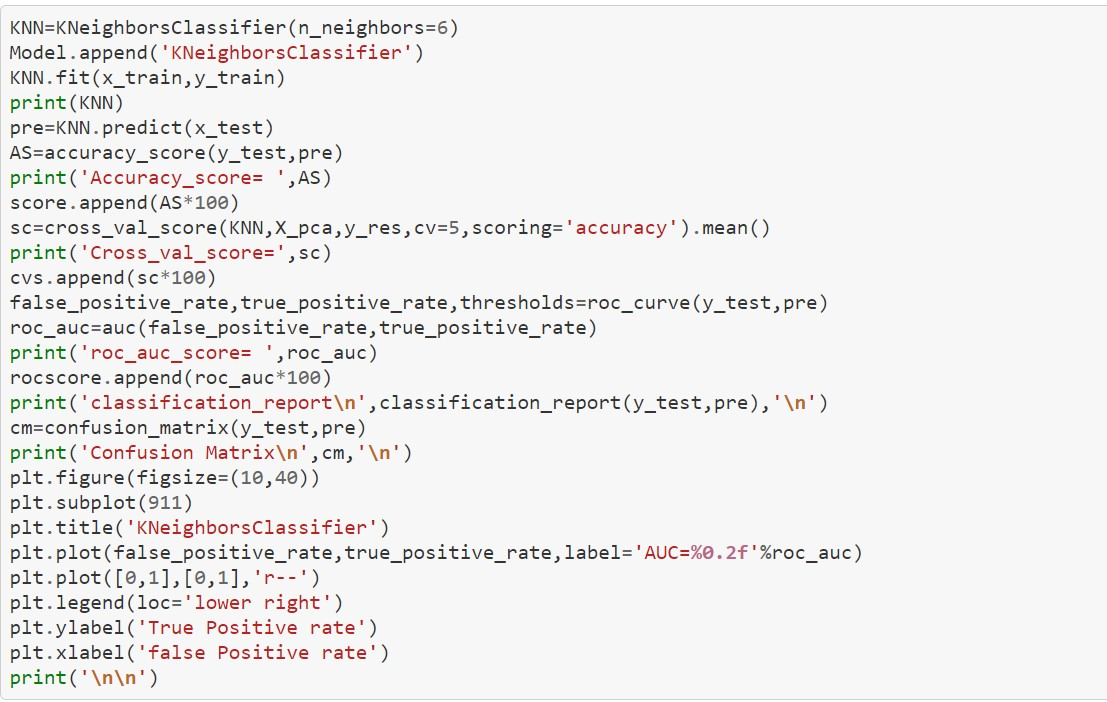 KNN=KNeighborsClassifier(n_neighbors=6)
Model.append('KNeighborsClassifier')
KNN.fit(x_train,y_train)
print(KNN)
pre=KNN.predict(x_test)
AS=accuracy_score(y_test,pre)
print('Accuracy_score= ',AS)
score.append(AS*100)
sc=cross_val_score(KNN,X_pca,y_res,cv=5,scoring='accuracy').mean()
print('Cross_val_score=',sc)
cvs.append(sc*100)
false_positive_rate,true_positive_rate,thresholds=roc_curve(y_test,pre)
roc_auc=auc(false_positive_rate,true_positive_rate)
print('roc_auc_score= ',roc_auc)
rocscore.append(roc_auc*100)
print('classification_report\n',classification_report(y_test,pre),'\n')
cm=confusion_matrix(y_test,pre)
print('Confusion Matrix\n',cm,'\n')
plt.figure(figsize=(10,40))
plt.subplot(911)
plt.title('KNeighborsClassifier')
plt.plot(false_positive_rate,true_positive_rate,label='AUC=%0.2f'%roc_auc)
plt.plot([0,1],[0,1],'r--')
plt.legend(loc='lower right')
plt.ylabel('True Positive rate')
plt.xlabel('false Positive rate')
print('\n\n')